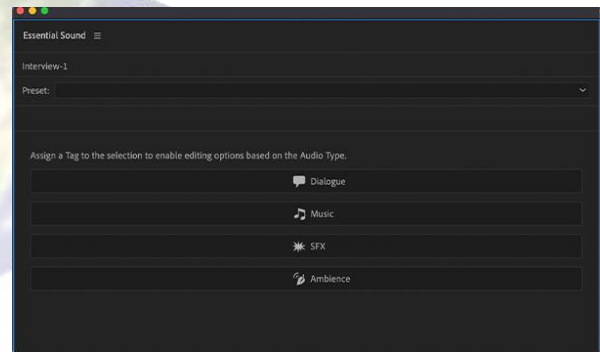 Essential Sound
Interview-1
Preset:
Assign a Tag to the selection to enable editing options based on the Audio Type.
Dialogue
Music
SFX
Ambience